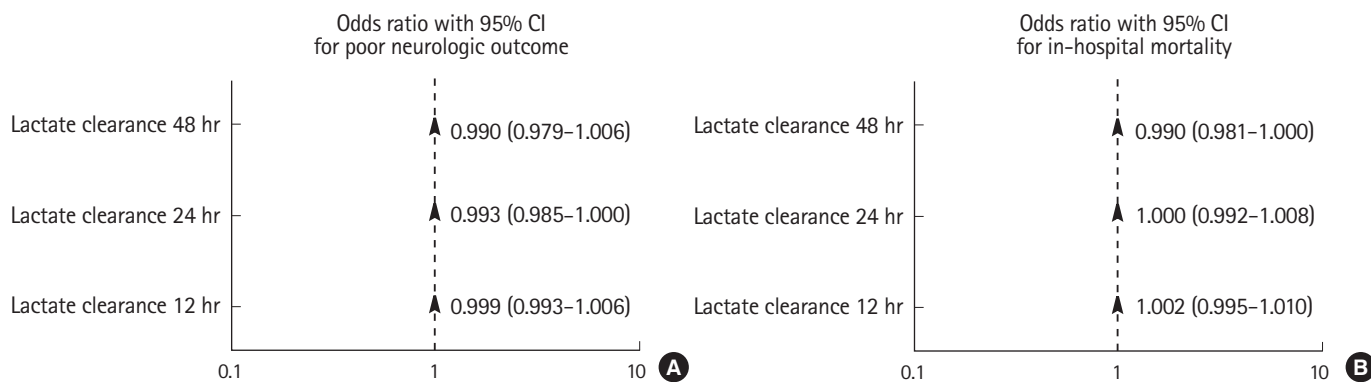 Odds ratio with 95% CI
for poor neurologic outcome
Lactate clearance 48 hr
0.990 (0.979–1.006)
Lactate clearance 24 hr
0.993 (0.985–1.000)
Lactate clearance 12 hr
0.999 (0.993–1.006)
0.1 1 10
A
Odds ratio with 95% CI
for in-hospital mortality
Lactate clearance 48 hr
0.990 (0.981–1.000)
Lactate clearance 24 hr
1.000 (0.992–1.008)
Lactate clearance 12 hr
1.002 (0.995–1.010)
0.1 1 10
B